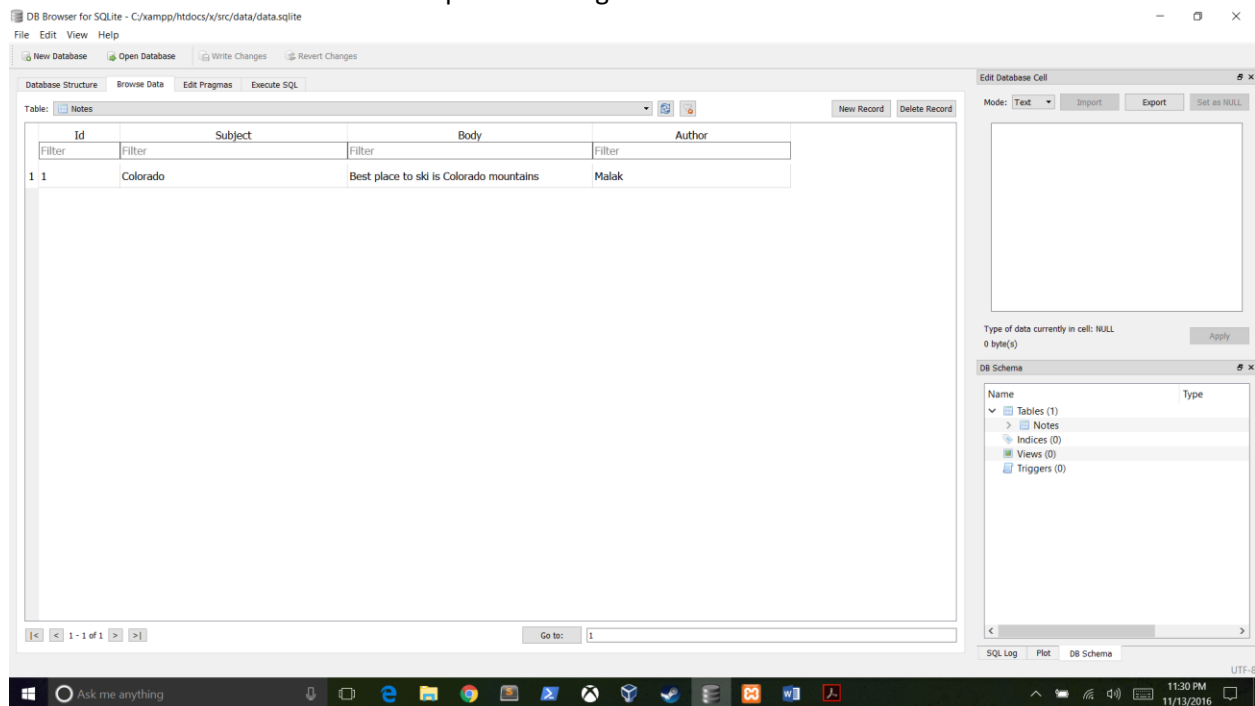 DB Browser for SQLite - C:/xampp/htdocs/x/src/data/data.sqlite
File Edit View Help
New Database Open Database Write Changes Revert Changes
Database Structure Browse Data Edit Pragmas Execute SQL
Table: Notes New Record Delete Record
Id Subject Body Author
Filter Filter Filter Filter
1 1 Colorado Best place to ski is Colorado mountains Malak
|< < 1 - 1 of 1 > >| Go to: 1
Edit Database Cell
Mode: Text Import Export Set as NULL
Type of data currently in cell: NULL
0 byte(s)
Apply
DB Schema
Name Type
Tables (1)
Notes
Indices (0)
Views (0)
Triggers (0)
SQL Log Plot DB Schema
UTF-8
Ask me anything
11:30 PM
11/13/2016